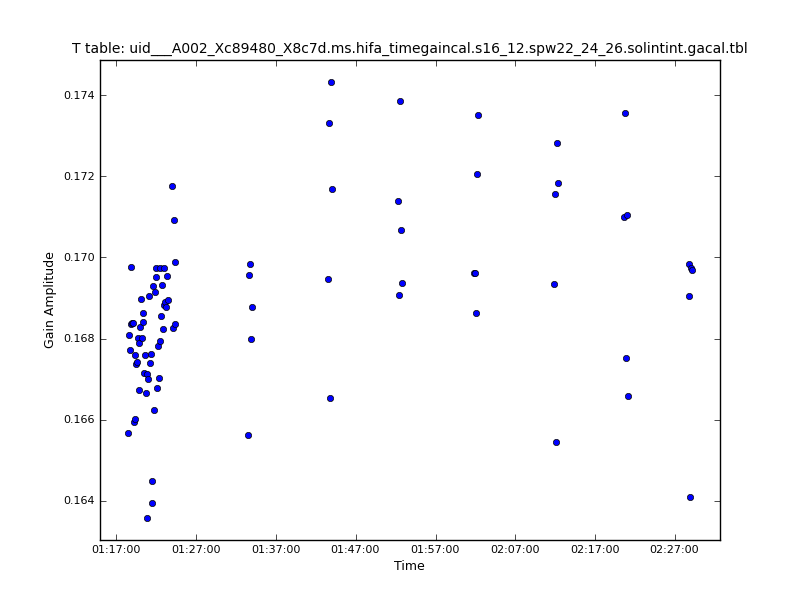 T table: uid___A002_Xc89480_X8c7d.ms.hifa_timegaincal.s16_12.spw22_24_26.solintint.gacal.tbl
Gain Amplitude
0.174
0.172
0.170
0.168
0.166
0.164
01:17:00 01:27:00 01:37:00 01:47:00 01:57:00 02:07:00 02:17:00 02:27:00
Time